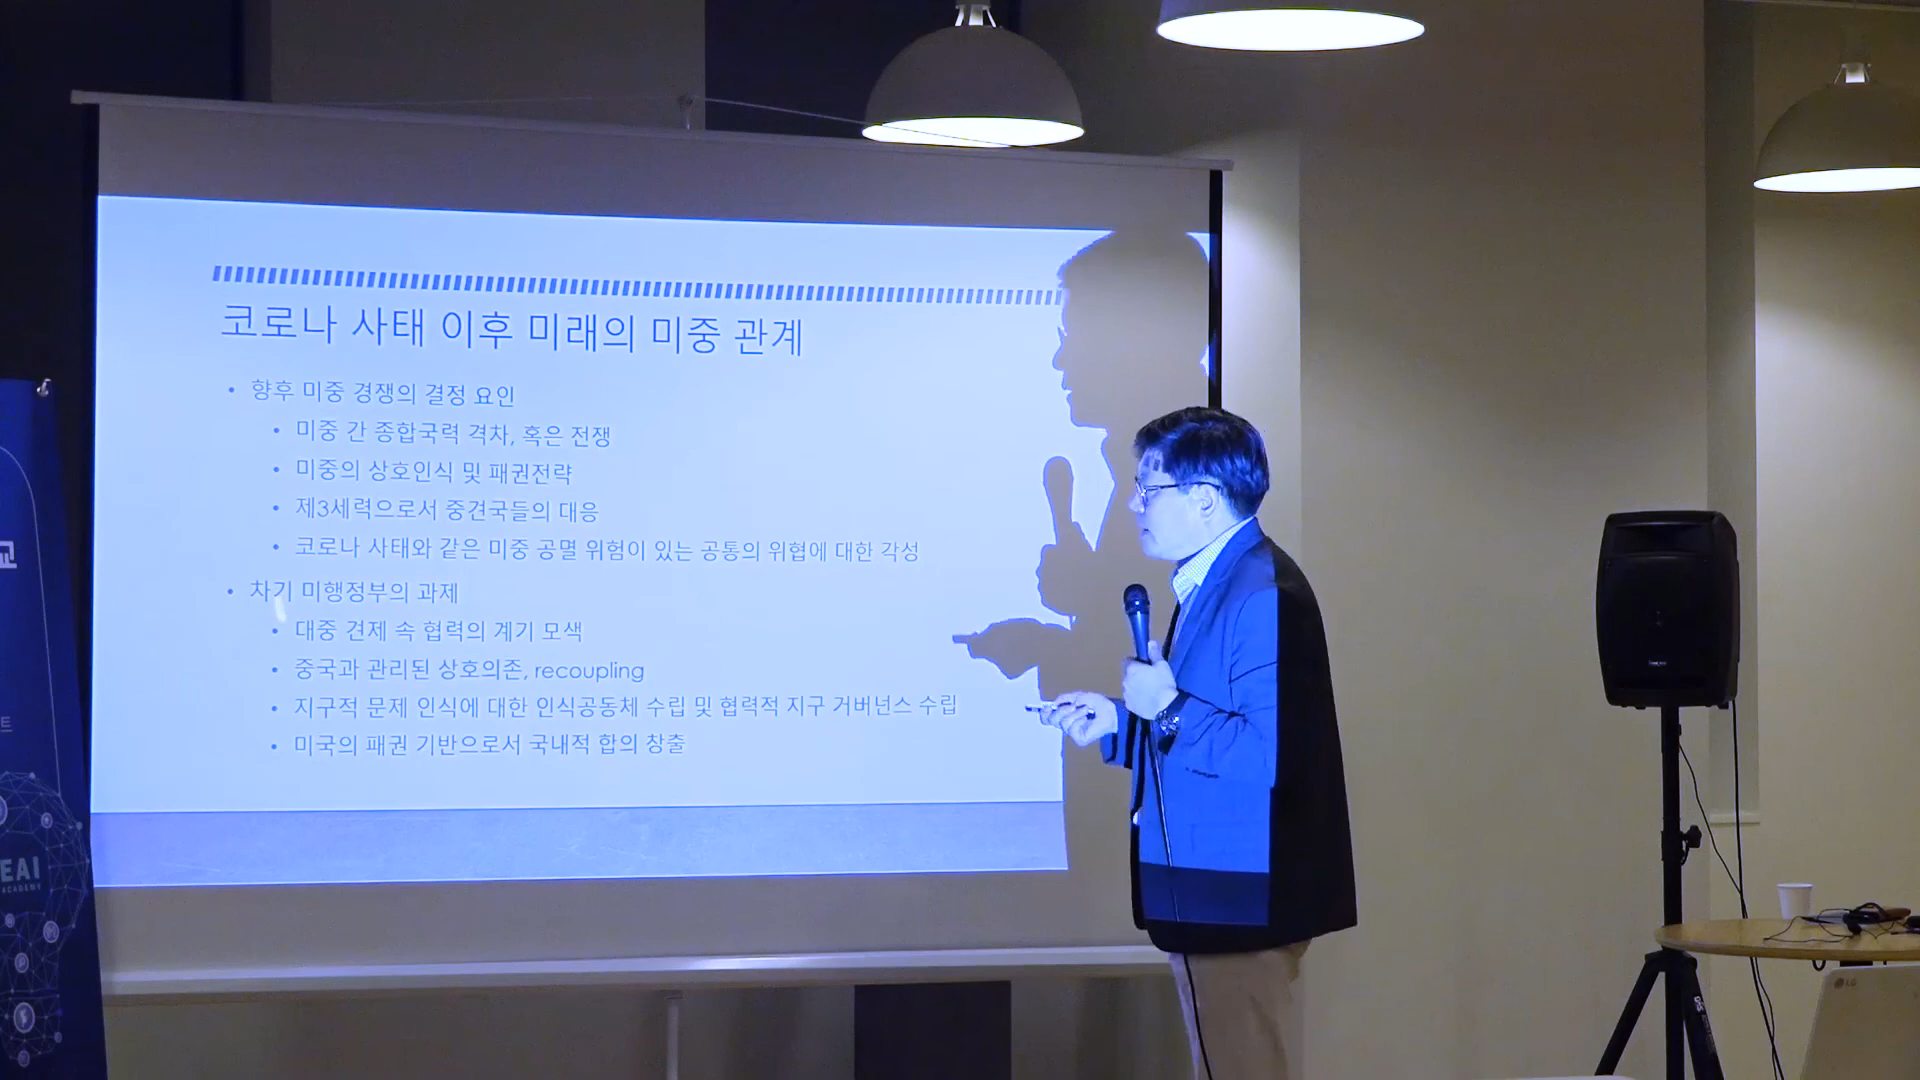 코로나 사태 이후 미래의 미중 관계
• 향후 미중 경쟁의 결정 요인
• 미중 간 종합국력 격차, 혹은 전쟁
• 미중의 상호인식 및 패권전략
• 제3세력으로서 중견국들의 대응
• 코로나 사태와 같은 미중 공멸 위험이 있는 공통의 위협에 대한 각성
• 차기 미행정부의 과제
• 대중 견제 속 협력의 계기 모색
• 중국과 관리된 상호의존, recoupling
• 지구적 문제 인식에 대한 인식공동체 수립 및 협력적 지구 거버넌스 수립
• 미국의 패권 기반으로서 국내적 합의 창출
교
트
EAI
ACADEMY
LG